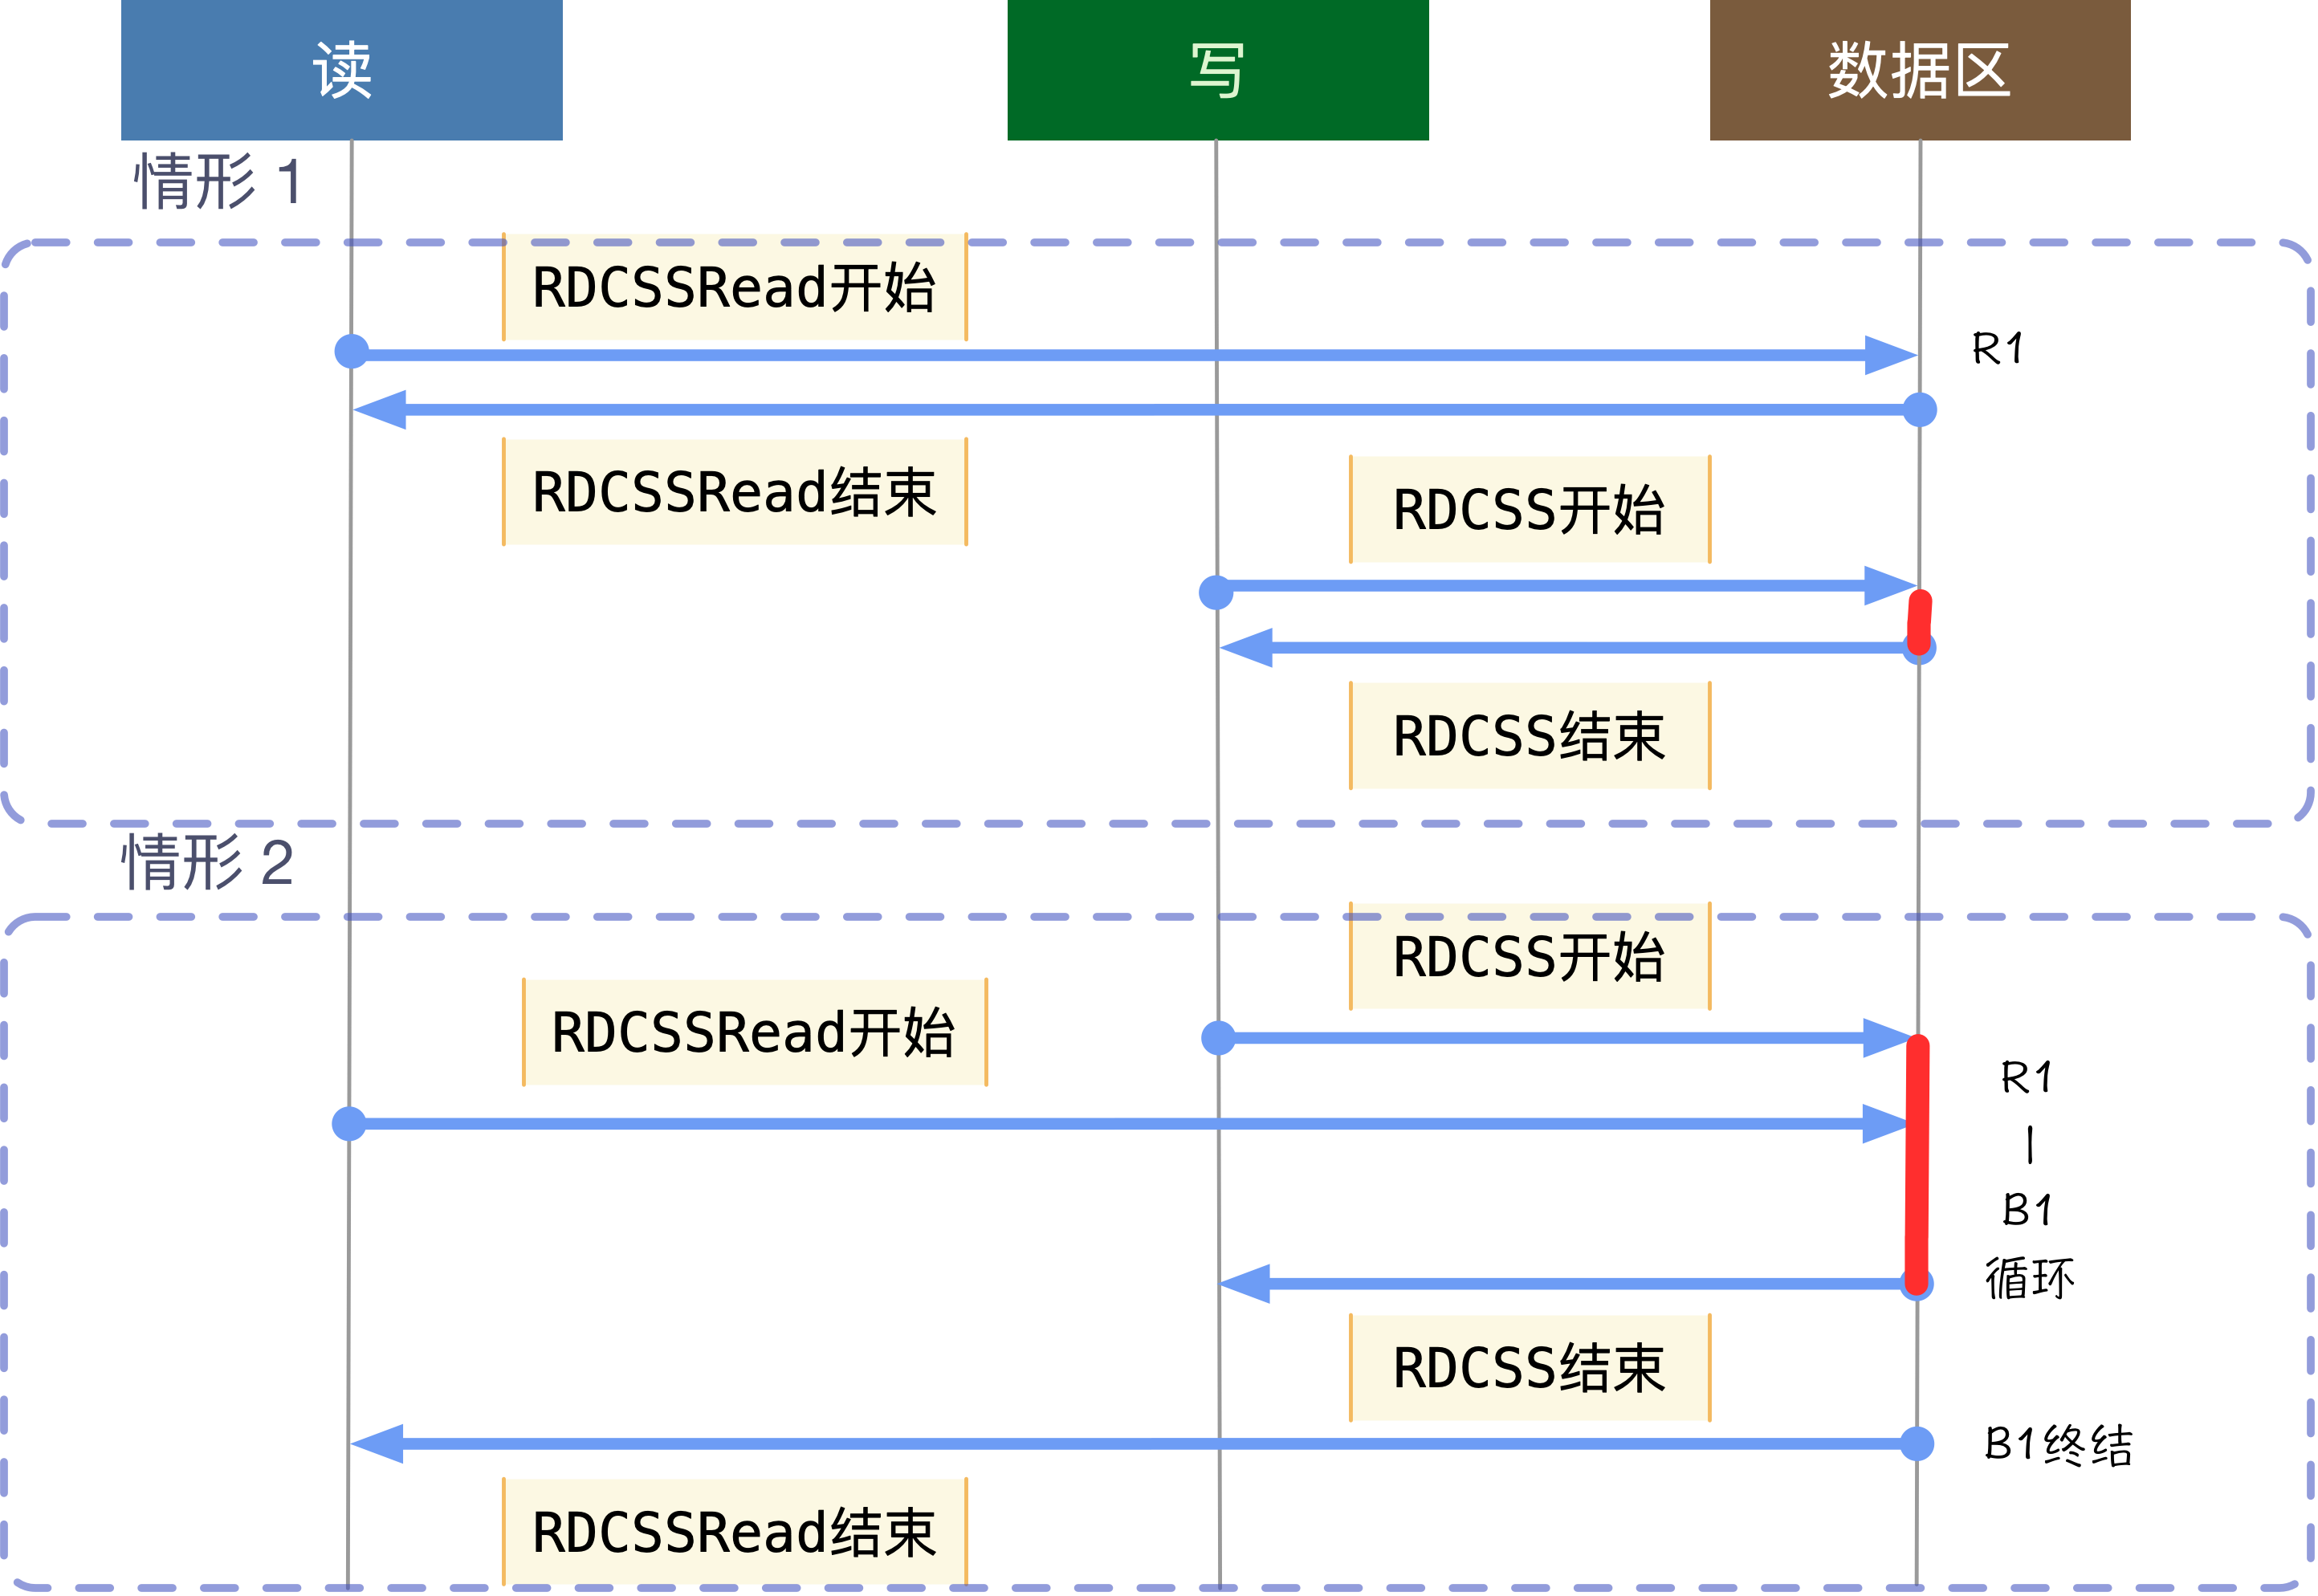 读
写
数据区
情形 1
RDCSSRead开始
R1
RDCSSRead结束
RDCSS开始
RDCSS结束
情形 2
RDCSS开始
RDCSSRead开始
R1
|
B1
循环
RDCSS结束
B1终结
RDCSSRead结束